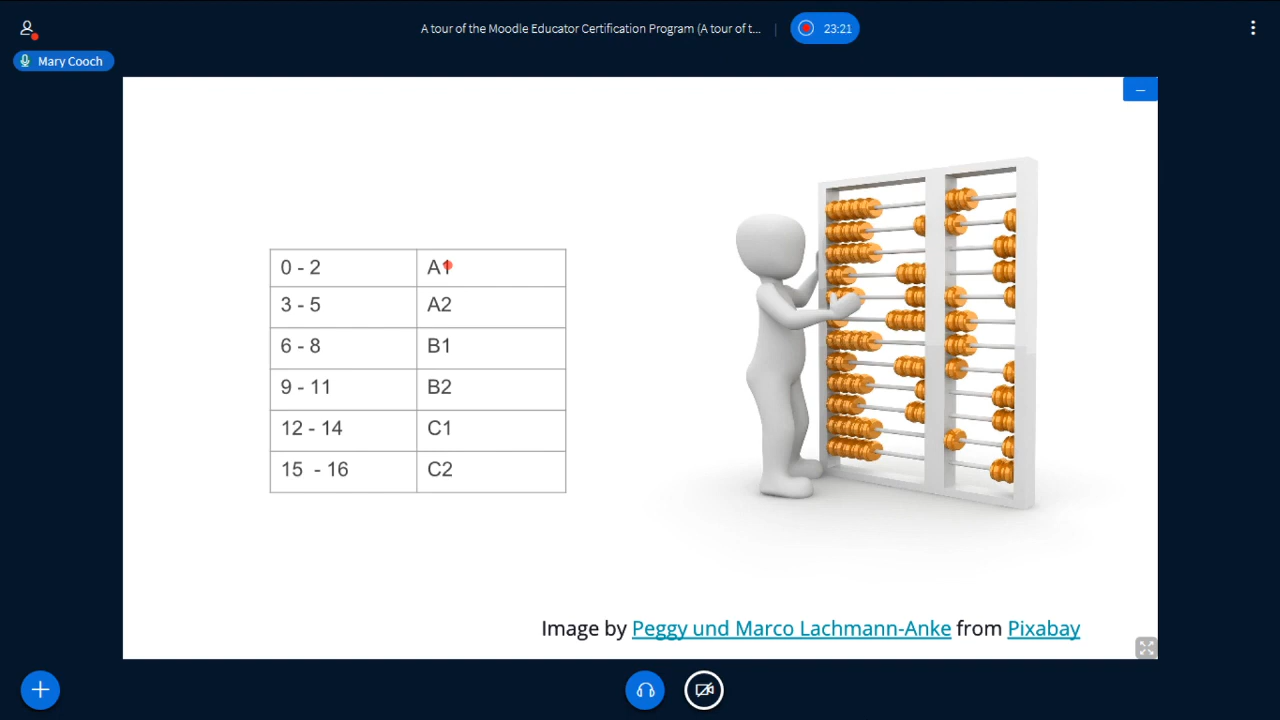 A tour of the Moodle Educator Certification Program (A tour of t...
23:21
Mary Cooch
0 - 2 A1
3 - 5 A2
6 - 8 B1
9 - 11 B2
12 - 14 C1
15 - 16 C2
Image by Peggy und Marco Lachmann-Anke from Pixabay